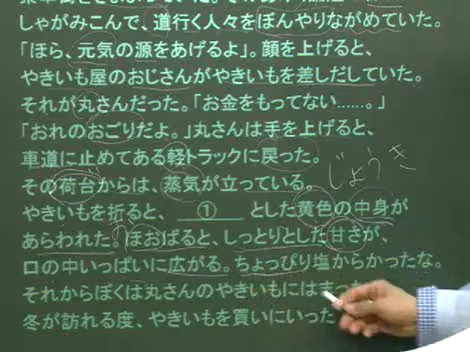 しゃがみこんで、道行く人々をぼんやりながめていた。
「ほら、元気の源をあげるよ」。顔を上げると、
やきいも屋のおじさんがやきいもを差しだしていた。
それが丸さんだった。「お金をもってない……。」
「おれのおごりだよ。」丸さんは手を上げると、
車道に止めてある軽トラックに戻った。
その荷台からは、蒸気が立っている。
じょうき
やきいもを折ると、 ① とした黄色の中身が
あらわれた。ほおばると、しっとりとした甘さが、
口の中いっぱいに広がる。ちょっぴり塩からかったな。
それからぼくは丸さんのやきいもには
冬が訪れる度、やきいもを買いにいった